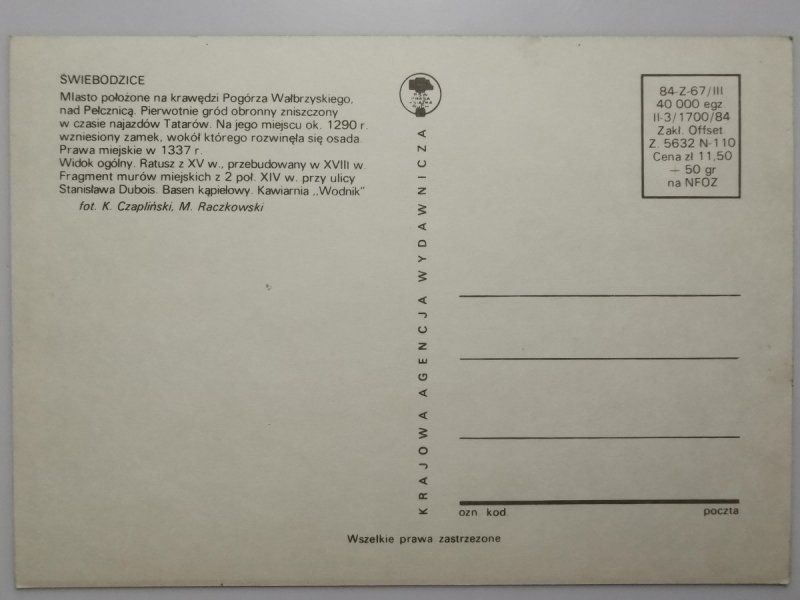 ŚWIEBODZICE
Miasto położone na krawędzi Pogórza Wałbrzyskiego,
nad Pełcznicą. Pierwotnie gród obronny zniszczony
w czasie najazdów Tatarów. Na jego miejscu ok. 1290 r.
wzniesiony zamek, wokół którego rozwinęła się osada.
Prawa miejskie w 1337 r.
Widok ogólny. Ratusz z XV w., przebudowany w XVIII w.
Fragment murów miejskich z 2 poł. XIV w. przy ulicy
Stanisława Dubois. Basen kąpielowy. Kawiarnia ,,Wodnik"
fot. K. Czapliński, M. Raczkowski
KRAJOWA AGENCJA WYDAWNICZA
84-Z-67/III
40 000 egz.
II-3/1700/84
Zakł. Offset
Z. 5632 N-110
Cena zł 11,50
+ 50 gr
na NFOZ
ozn kod
poczta
Wszelkie prawa zastrzeżone